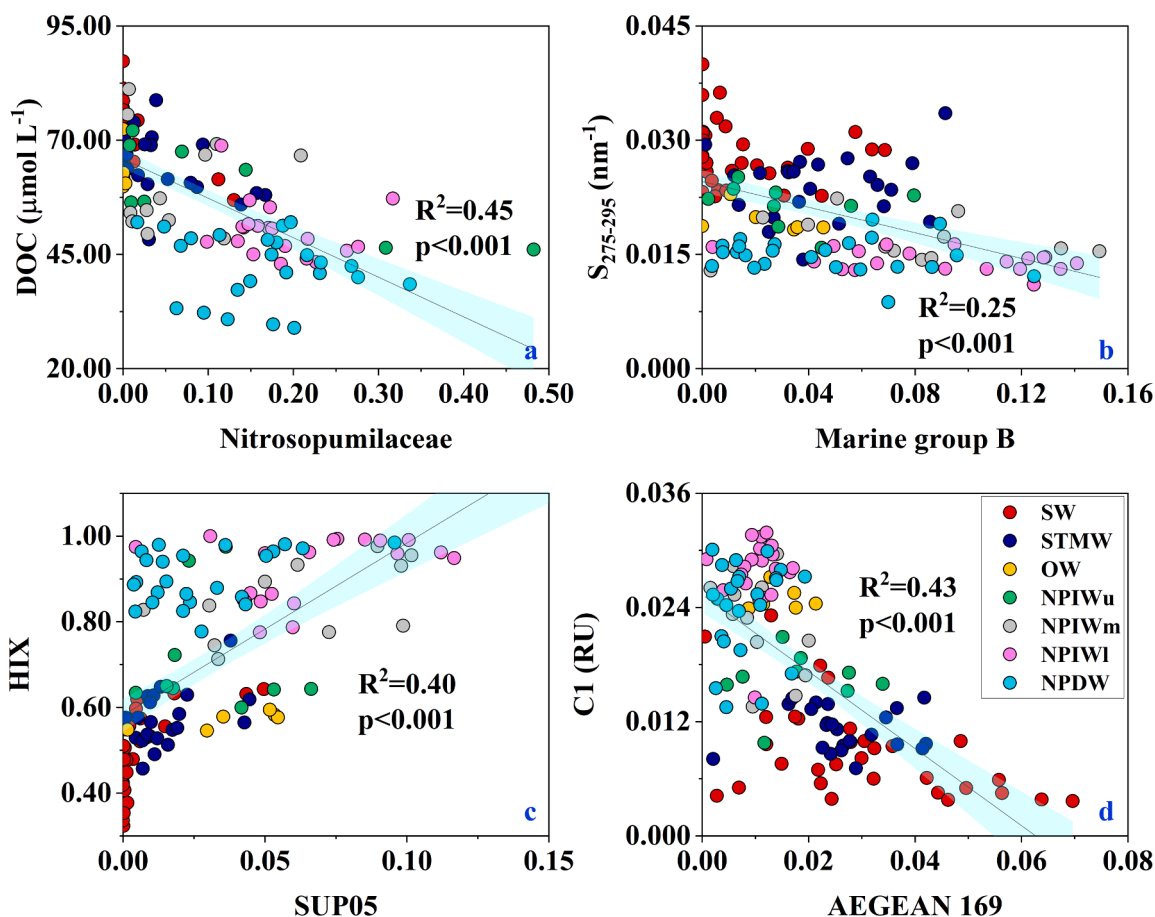 95.00
70.00
45.00
20.00
DOC (μmol L⁻¹)
R²=0.45
p<0.001
a
0.00 0.10 0.20 0.30 0.40 0.50
Nitrosopumilaceae
0.045
0.030
0.015
0.000
S₂₇₅₋₂₉₅ (nm⁻¹)
R²=0.25
p<0.001
b
0.00 0.04 0.08 0.12 0.16
Marine group B
1.00
0.80
0.60
0.40
HIX
R²=0.40
p<0.001
c
0.00 0.05 0.10 0.15
SUP05
0.036
0.024
0.012
0.000
C1 (RU)
R²=0.43
p<0.001
SW
STMW
OW
NPIWu
NPIWm
NPIWl
NPDW
d
0.00 0.02 0.04 0.06 0.08
AEGEAN 169